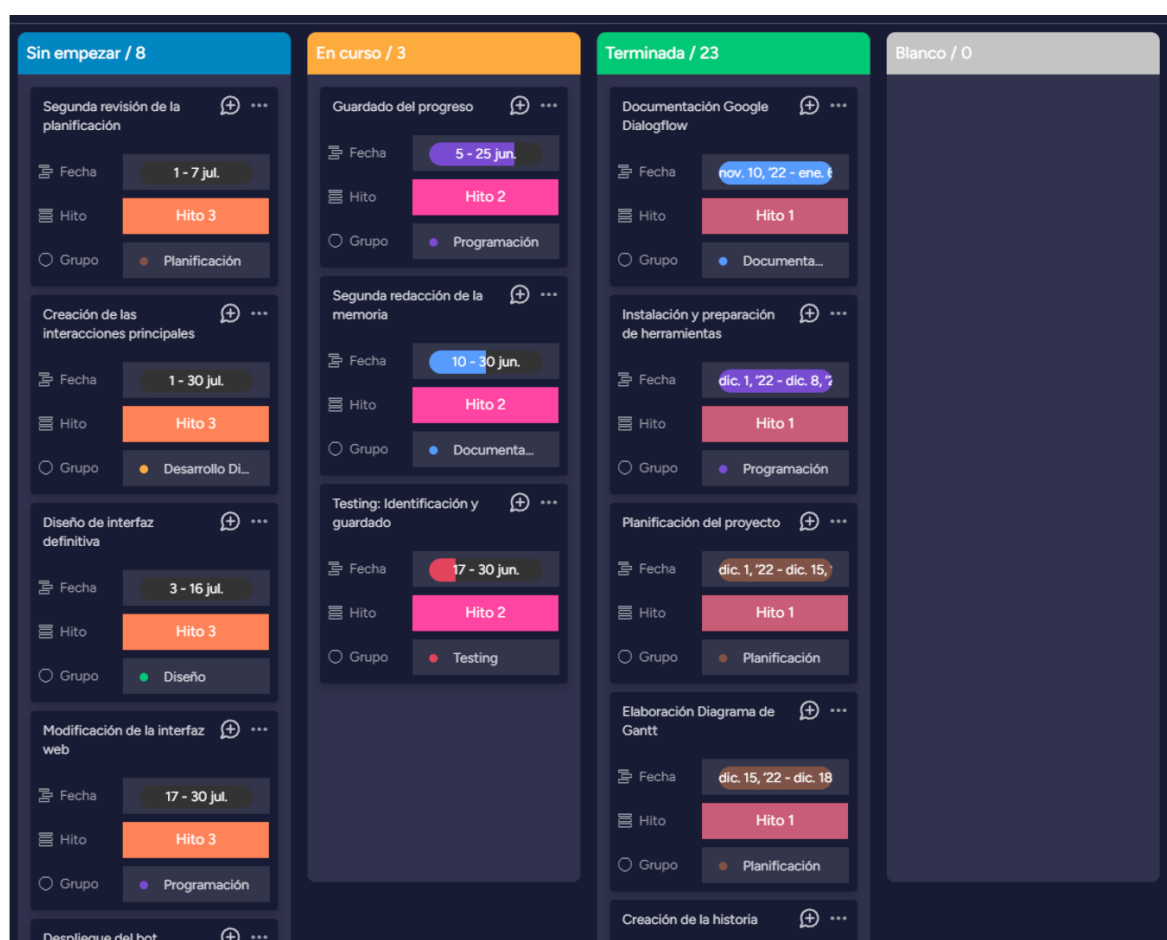 Sin empezar / 8
Segunda revisión de la
planificación
Fecha
1 - 7 jul.
Hito
Hito 3
Grupo
Planificación
Creación de las
interacciones principales
Fecha
1 - 30 jul.
Hito
Hito 3
Grupo
Desarrollo Di...
Diseño de interfaz
definitiva
Fecha
3 - 16 jul.
Hito
Hito 3
Grupo
Diseño
Modificación de la interfaz
web
Fecha
17 - 30 jul.
Hito
Hito 3
Grupo
Programación
Despliegue del bot
En curso / 3
Guardado del progreso
Fecha
5 - 25 jun.
Hito
Hito 2
Grupo
Programación
Segunda redacción de la
memoria
Fecha
10 - 30 jun.
Hito
Hito 2
Grupo
Documenta...
Testing: Identificación y
guardado
Fecha
17 - 30 jun.
Hito
Hito 2
Grupo
Testing
Terminada / 23
Documentación Google
Dialogflow
Fecha
nov. 10, '22 - ene. 6
Hito
Hito 1
Grupo
Documenta...
Instalación y preparación
de herramientas
Fecha
dic. 1, '22 - dic. 8, '2
Hito
Hito 1
Grupo
Programación
Planificación del proyecto
Fecha
dic. 1, '22 - dic. 15, '
Hito
Hito 1
Grupo
Planificación
Elaboración Diagrama de
Gantt
Fecha
dic. 15, '22 - dic. 18
Hito
Hito 1
Grupo
Planificación
Creación de la historia
Blanco / 0